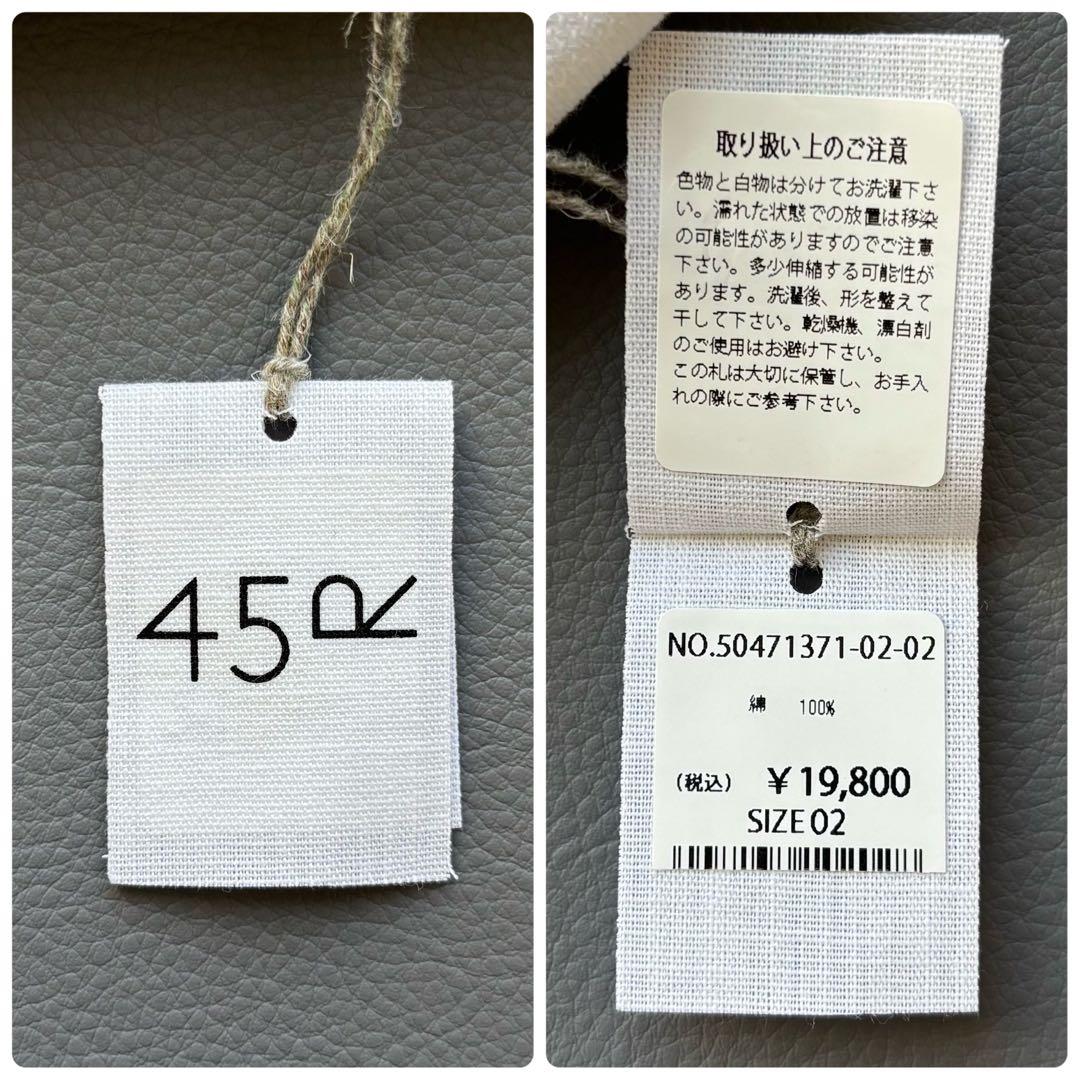 45R
取り扱い上のご注意
色物と白物は分けてお洗濯下さ
い。濡れた状態での放置は移染
の可能性がありますのでご注意
下さい。多少伸縮する可能性が
あります。洗濯後、形を整えて
干して下さい。乾燥機、漂白剤
のご使用はお避け下さい。
この札は大切に保管し、お手入
れの際にご参考下さい。
NO.50471371-02-02
綿 100%
(税込) ¥19,800
SIZE 02